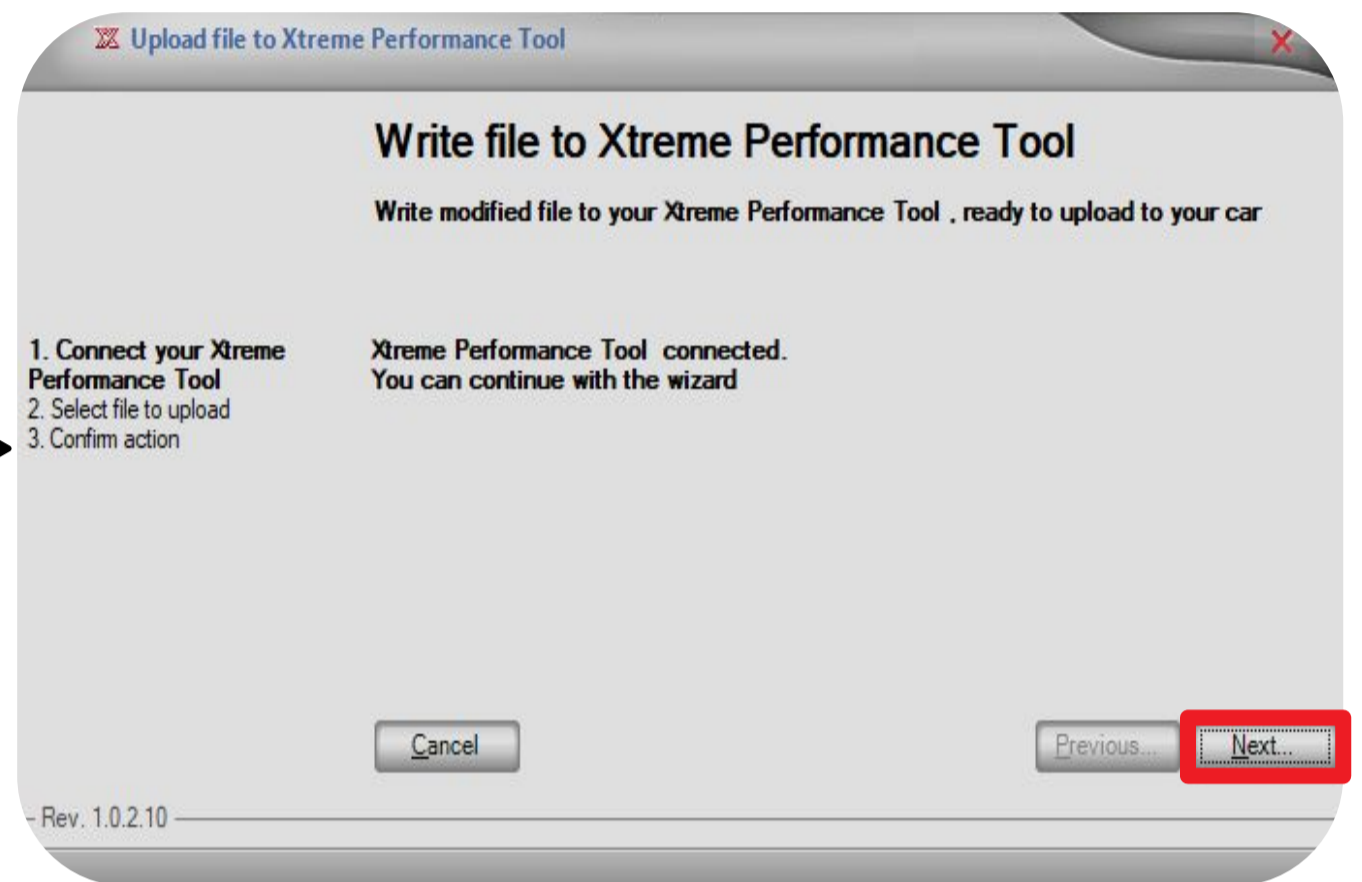 Upload file to Xtreme Performance Tool
Write file to Xtreme Performance Tool
Write modified file to your Xtreme Performance Tool , ready to upload to your car
1. Connect your Xtreme
Performance Tool
2. Select file to upload
3. Confirm action
Xtreme Performance Tool connected.
You can continue with the wizard
Cancel
Previous...
Next...
Rev. 1.0.2.10